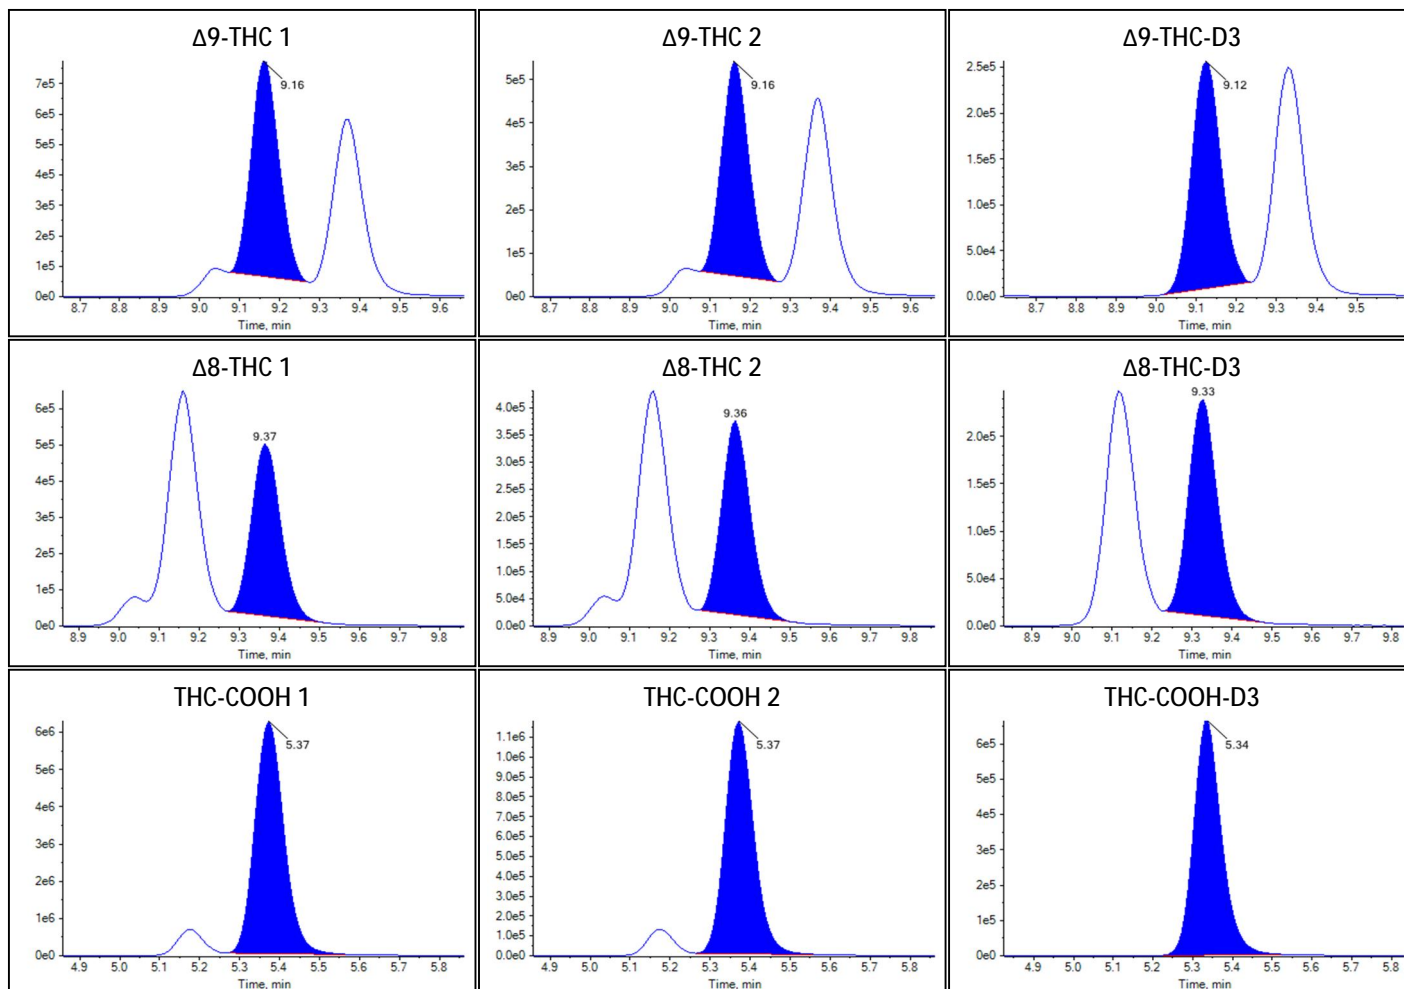 Δ9-THC 1
7e5
6e5
5e5
4e5
3e5
2e5
1e5
0e0
9.16
8.7 8.8 8.9 9.0 9.1 9.2 9.3 9.4 9.5 9.6
Time, min
Δ9-THC 2
5e5
4e5
3e5
2e5
1e5
0e0
9.16
8.7 8.8 8.9 9.0 9.1 9.2 9.3 9.4 9.5 9.6
Time, min
Δ9-THC-D3
2.5e5
2.0e5
1.5e5
1.0e5
5.0e4
0.0e0
9.12
8.7 8.8 8.9 9.0 9.1 9.2 9.3 9.4 9.5
Time, min
Δ8-THC 1
6e5
5e5
4e5
3e5
2e5
1e5
0e0
9.37
8.9 9.0 9.1 9.2 9.3 9.4 9.5 9.6 9.7 9.8
Time, min
Δ8-THC 2
4.0e5
3.5e5
3.0e5
2.5e5
2.0e5
1.5e5
1.0e5
5.0e4
0.0e0
9.36
8.9 9.0 9.1 9.2 9.3 9.4 9.5 9.6 9.7 9.8
Time, min
Δ8-THC-D3
2.0e5
1.5e5
1.0e5
5.0e4
0.0e0
9.33
8.9 9.0 9.1 9.2 9.3 9.4 9.5 9.6 9.7 9.8
Time, min
THC-COOH 1
6e6
5e6
4e6
3e6
2e6
1e6
0e0
5.37
4.9 5.0 5.1 5.2 5.3 5.4 5.5 5.6 5.7 5.8
Time, min
THC-COOH 2
1.1e6
1.0e6
9.0e5
8.0e5
7.0e5
6.0e5
5.0e5
4.0e5
3.0e5
2.0e5
1.0e5
0.0e0
5.37
4.9 5.0 5.1 5.2 5.3 5.4 5.5 5.6 5.7 5.8
Time, min
THC-COOH-D3
6e5
5e5
4e5
3e5
2e5
1e5
0e0
5.34
4.9 5.0 5.1 5.2 5.3 5.4 5.5 5.6 5.7 5.8
Time, min